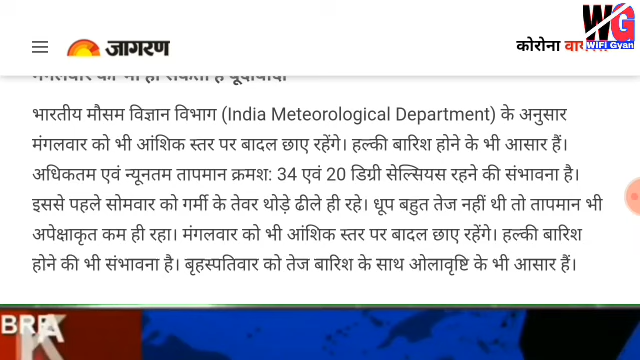 जागरण
कोरोना
WG
WiFi Gyan
भारतीय मौसम विज्ञान विभाग (India Meteorological Department) के अनुसार
मंगलवार को भी आंशिक स्तर पर बादल छाए रहेंगे। हल्की बारिश होने के भी आसार हैं।
अधिकतम एवं न्यूनतम तापमान क्रमश: 34 एवं 20 डिग्री सेल्सियस रहने की संभावना है।
इससे पहले सोमवार को गर्मी के तेवर थोड़े ढीले ही रहे। धूप बहुत तेज नहीं थी तो तापमान भी
अपेक्षाकृत कम ही रहा। मंगलवार को भी आंशिक स्तर पर बादल छाए रहेंगे। हल्की बारिश
होने की भी संभावना है। बृहस्पतिवार को तेज बारिश के साथ ओलावृष्टि के भी आसार हैं।